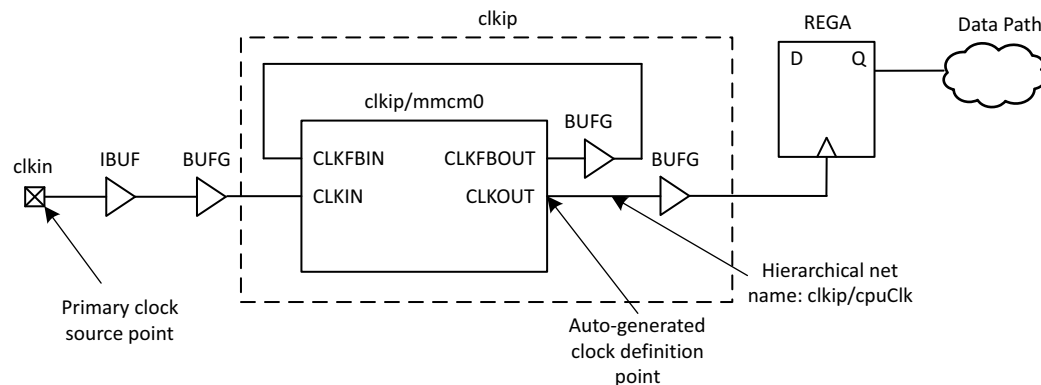 clkip
REGA
Data Path
D
Q
clkip/mmcm0
BUFG
clkin
IBUF
BUFG
CLKFBIN
CLKFBOUT
BUFG
CLKIN
CLKOUT
Primary clock
source point
Auto-generated
clock definition
point
Hierarchical net
name: clkip/cpuClk